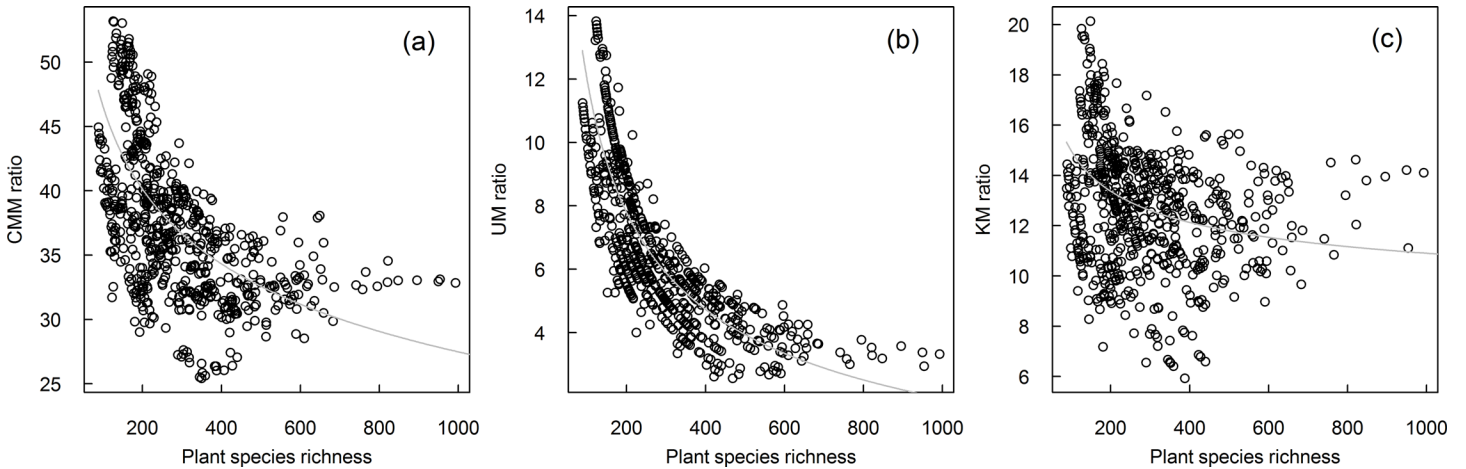 (a)
CMM ratio
50
45
40
35
30
25
200 400 600 800 1000
Plant species richness
(b)
UM ratio
14
12
10
8
6
4
200 400 600 800 1000
Plant species richness
(c)
KM ratio
20
18
16
14
12
10
8
6
200 400 600 800 1000
Plant species richness